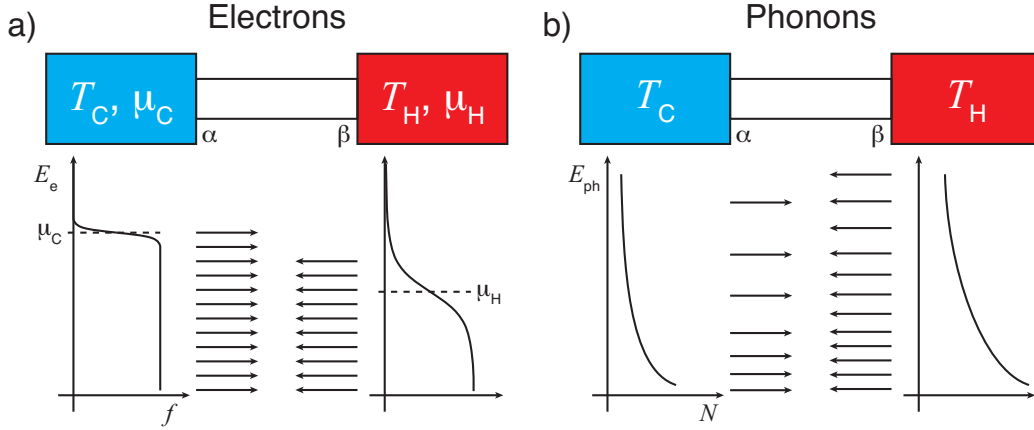 a) Electrons
T_C, μ_C
T_H, μ_H
α
β
E_e
μ_C
μ_H
f
b) Phonons
T_C
T_H
α
β
E_ph
N